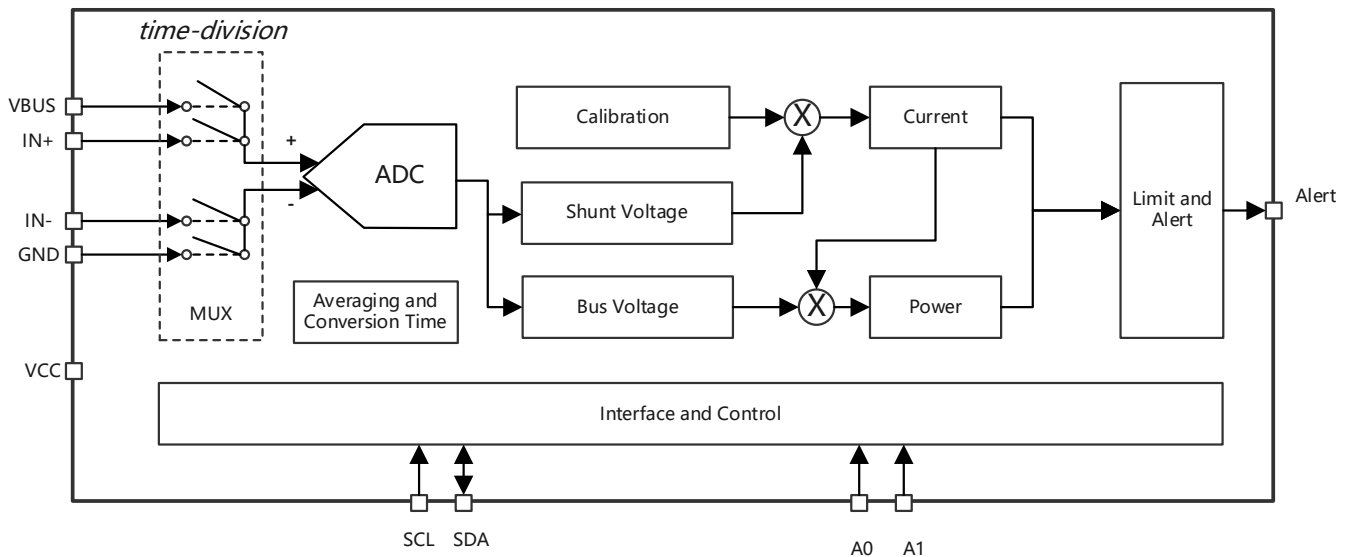 time-division
VBUS
IN+
IN-
GND
VCC
MUX
+
-
ADC
Averaging and
Conversion Time
Calibration
Shunt Voltage
Bus Voltage
X
X
Current
Power
Limit and
Alert
Alert
Interface and Control
SCL
SDA
A0
A1